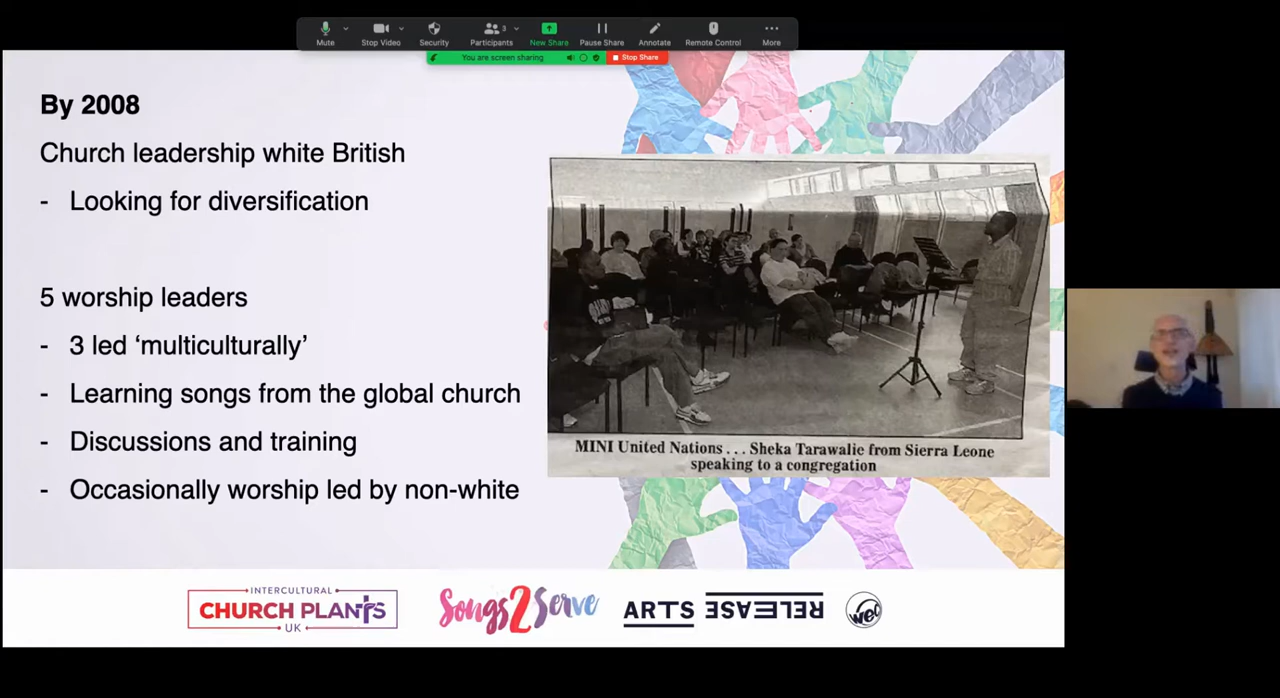 Mute
Stop Video
Security
Participants
3
New Share
Pause Share
Annotate
Remote Control
More
You are screen sharing
Stop Share
By 2008
Church leadership white British
- Looking for diversification
5 worship leaders
- 3 led ‘multiculturally’
- Learning songs from the global church
- Discussions and training
- Occasionally worship led by non-white
MINI United Nations . . . Sheka Tarawalie from Sierra Leone
speaking to a congregation
INTERCULTURAL
CHURCH PLANTS
UK
Songs2Serve
ARTS RELEASE
wec